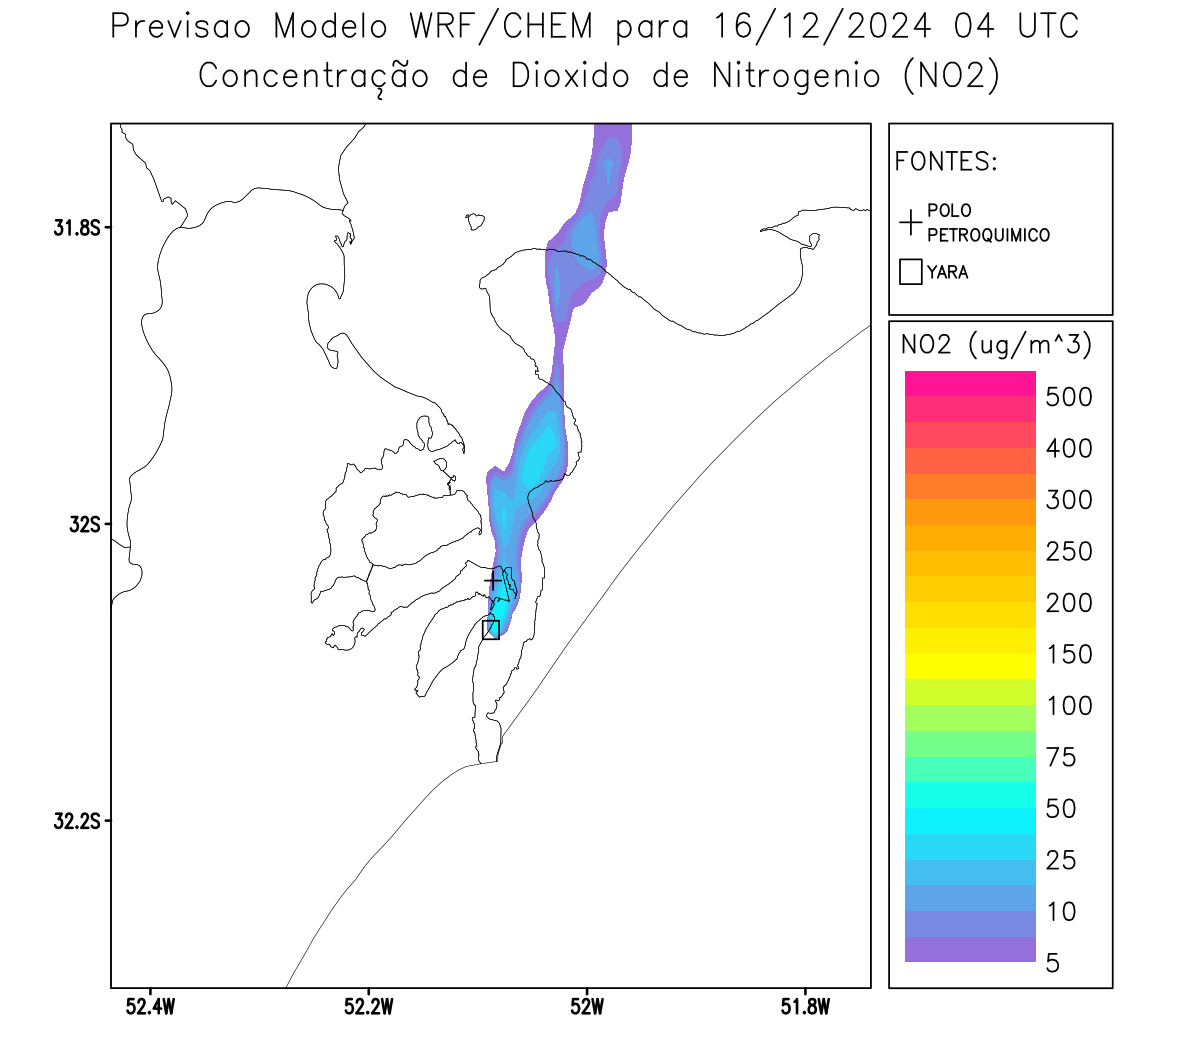 Previsao Modelo WRF/CHEM para 16/12/2024 04 UTC
Concentração de Dioxido de Nitrogenio (NO2)
FONTES:
POLO
PETROQUIMICO
YARA
NO2 (ug/m^3)
500
400
300
250
200
150
100
75
50
25
10
5
31.8S
32S
32.2S
52.4W
52.2W
52W
51.8W